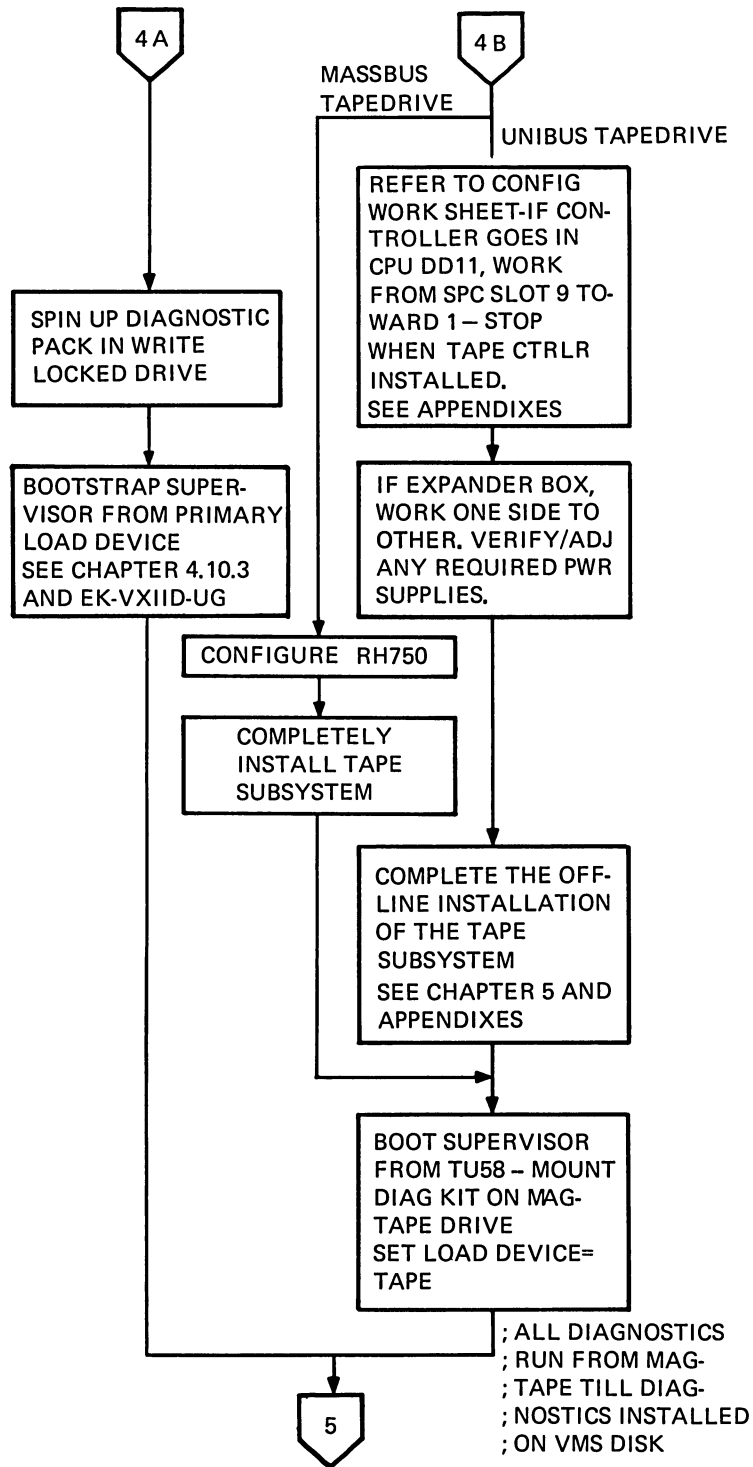 4A
4B
MASSBUS
TAPEDRIVE
UNIBUS TAPEDRIVE
REFER TO CONFIG
WORK SHEET-IF CON-
TROLLER GOES IN
CPU DD11, WORK
FROM SPC SLOT 9 TO-
WARD 1 – STOP
WHEN TAPE CTRLR
INSTALLED.
SEE APPENDIXES
SPIN UP DIAGNOSTIC
PACK IN WRITE
LOCKED DRIVE
BOOTSTRAP SUPER-
VISOR FROM PRIMARY
LOAD DEVICE
SEE CHAPTER 4.10.3
AND EK-VXIID-UG
IF EXPANDER BOX,
WORK ONE SIDE TO
OTHER. VERIFY/ADJ
ANY REQUIRED PWR
SUPPLIES.
CONFIGURE RH750
COMPLETELY
INSTALL TAPE
SUBSYSTEM
COMPLETE THE OFF-
LINE INSTALLATION
OF THE TAPE
SUBSYSTEM
SEE CHAPTER 5 AND
APPENDIXES
BOOT SUPERVISOR
FROM TU58 – MOUNT
DIAG KIT ON MAG-
TAPE DRIVE
SET LOAD DEVICE=
TAPE
; ALL DIAGNOSTICS
; RUN FROM MAG-
; TAPE TILL DIAG-
; NOSTICS INSTALLED
; ON VMS DISK
5